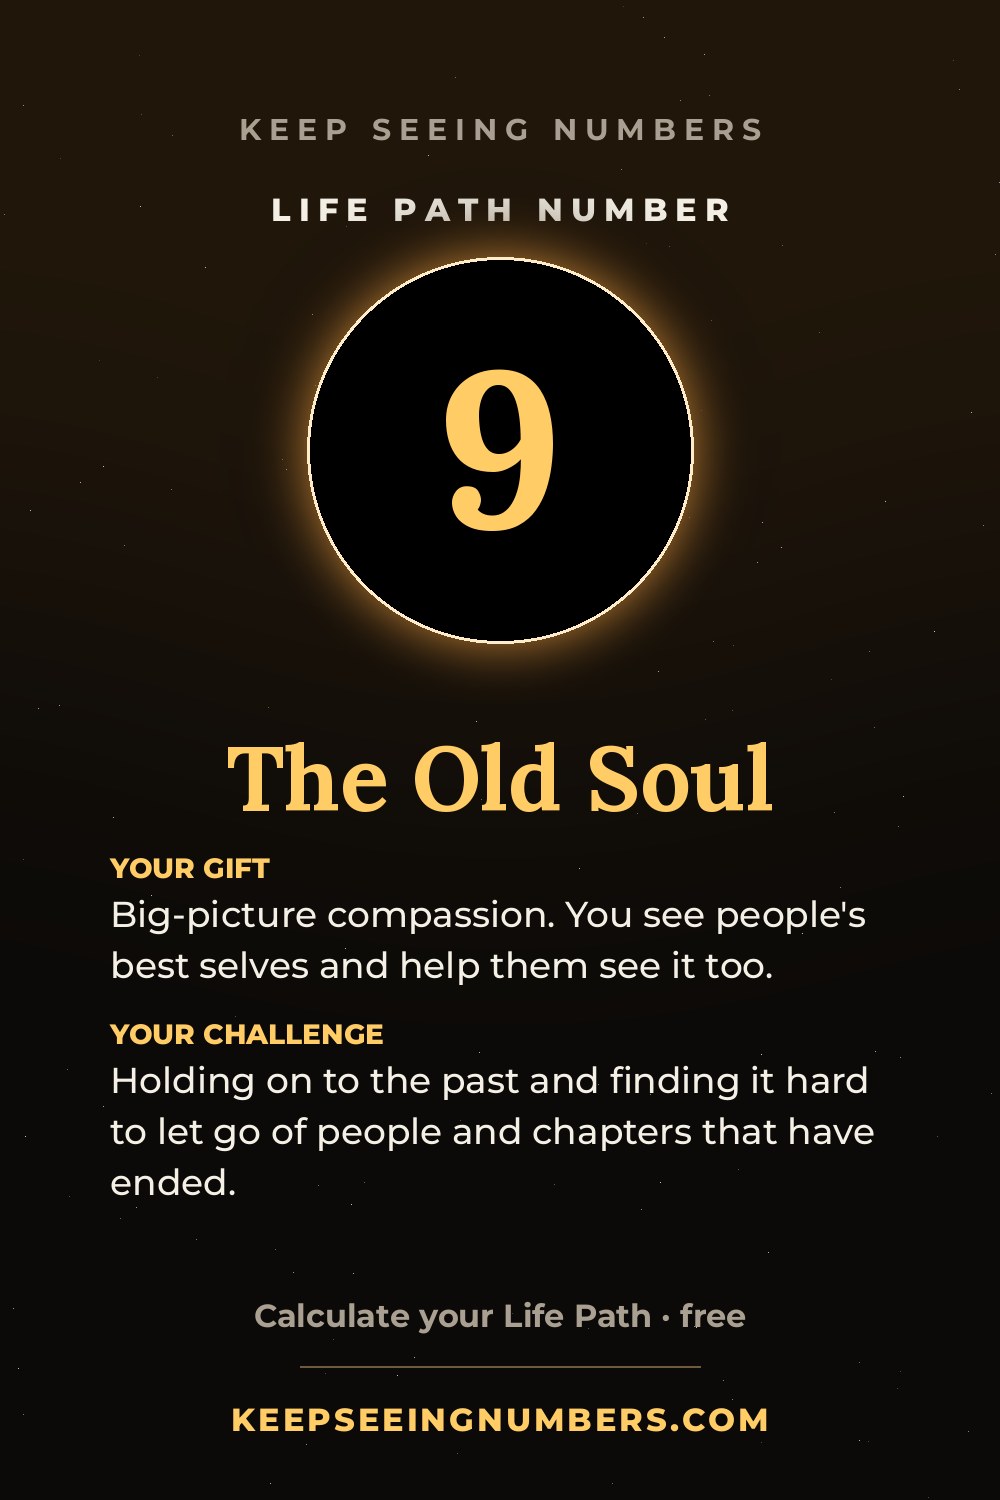 KEEP SEEING NUMBERS
LIFE PATH NUMBER
9
The Old Soul
YOUR GIFT
Big-picture compassion. You see people's
best selves and help them see it too.
YOUR CHALLENGE
Holding on to the past and finding it hard
to let go of people and chapters that have
ended.
Calculate your Life Path · free
KEEPSEEINGNUMBERS.COM